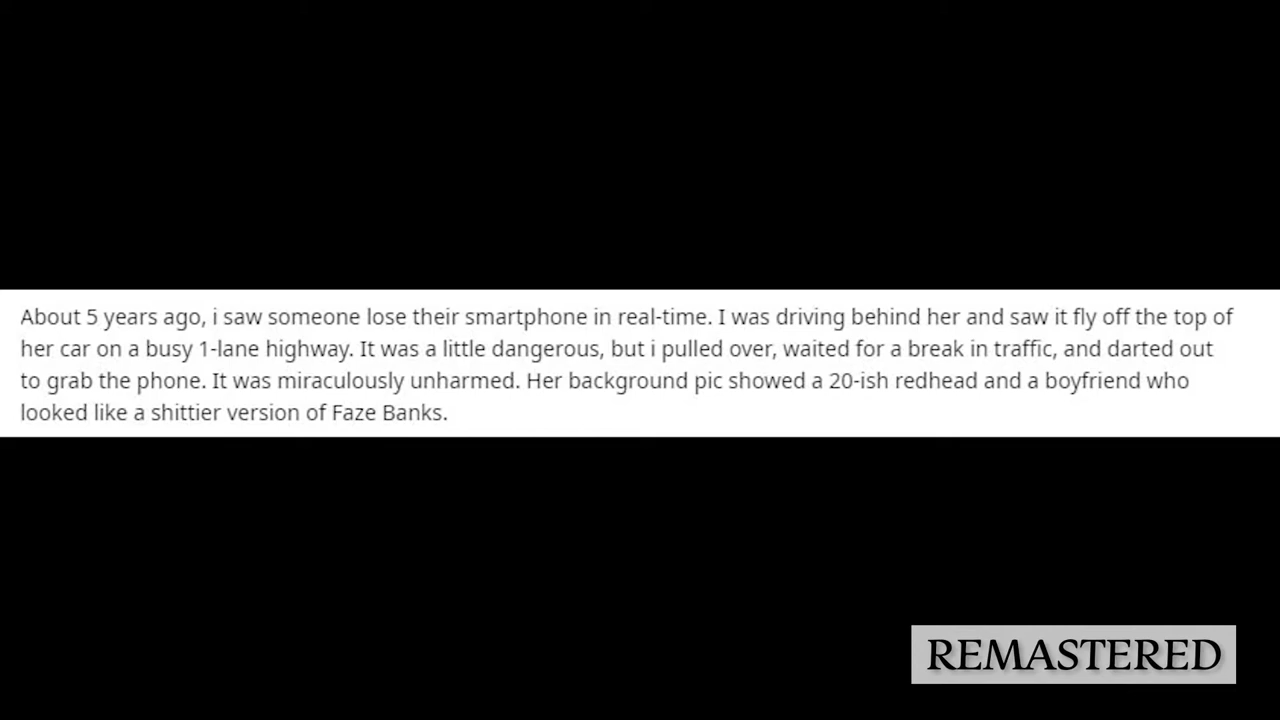 About 5 years ago, i saw someone lose their smartphone in real-time. I was driving behind her and saw it fly off the top of
her car on a busy 1-lane highway. It was a little dangerous, but i pulled over, waited for a break in traffic, and darted out
to grab the phone. It was miraculously unharmed. Her background pic showed a 20-ish redhead and a boyfriend who
looked like a shittier version of Faze Banks.
REMASTERED